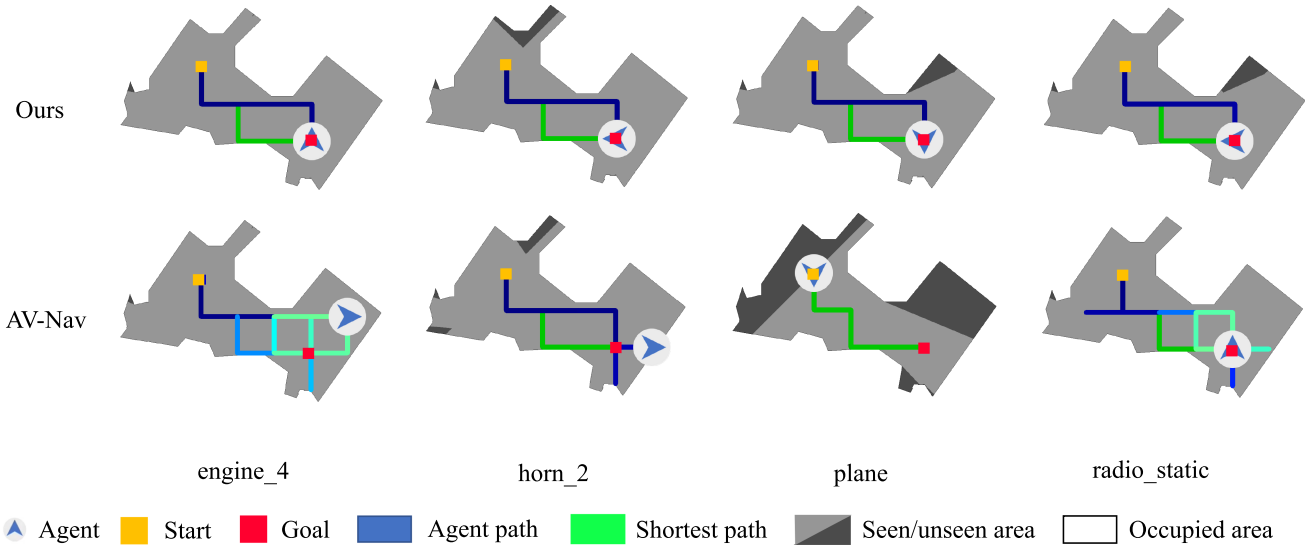 Ours
AV-Nav
engine_4 horn_2 plane radio_static
Agent Start Goal Agent path Shortest path Seen/unseen area Occupied area